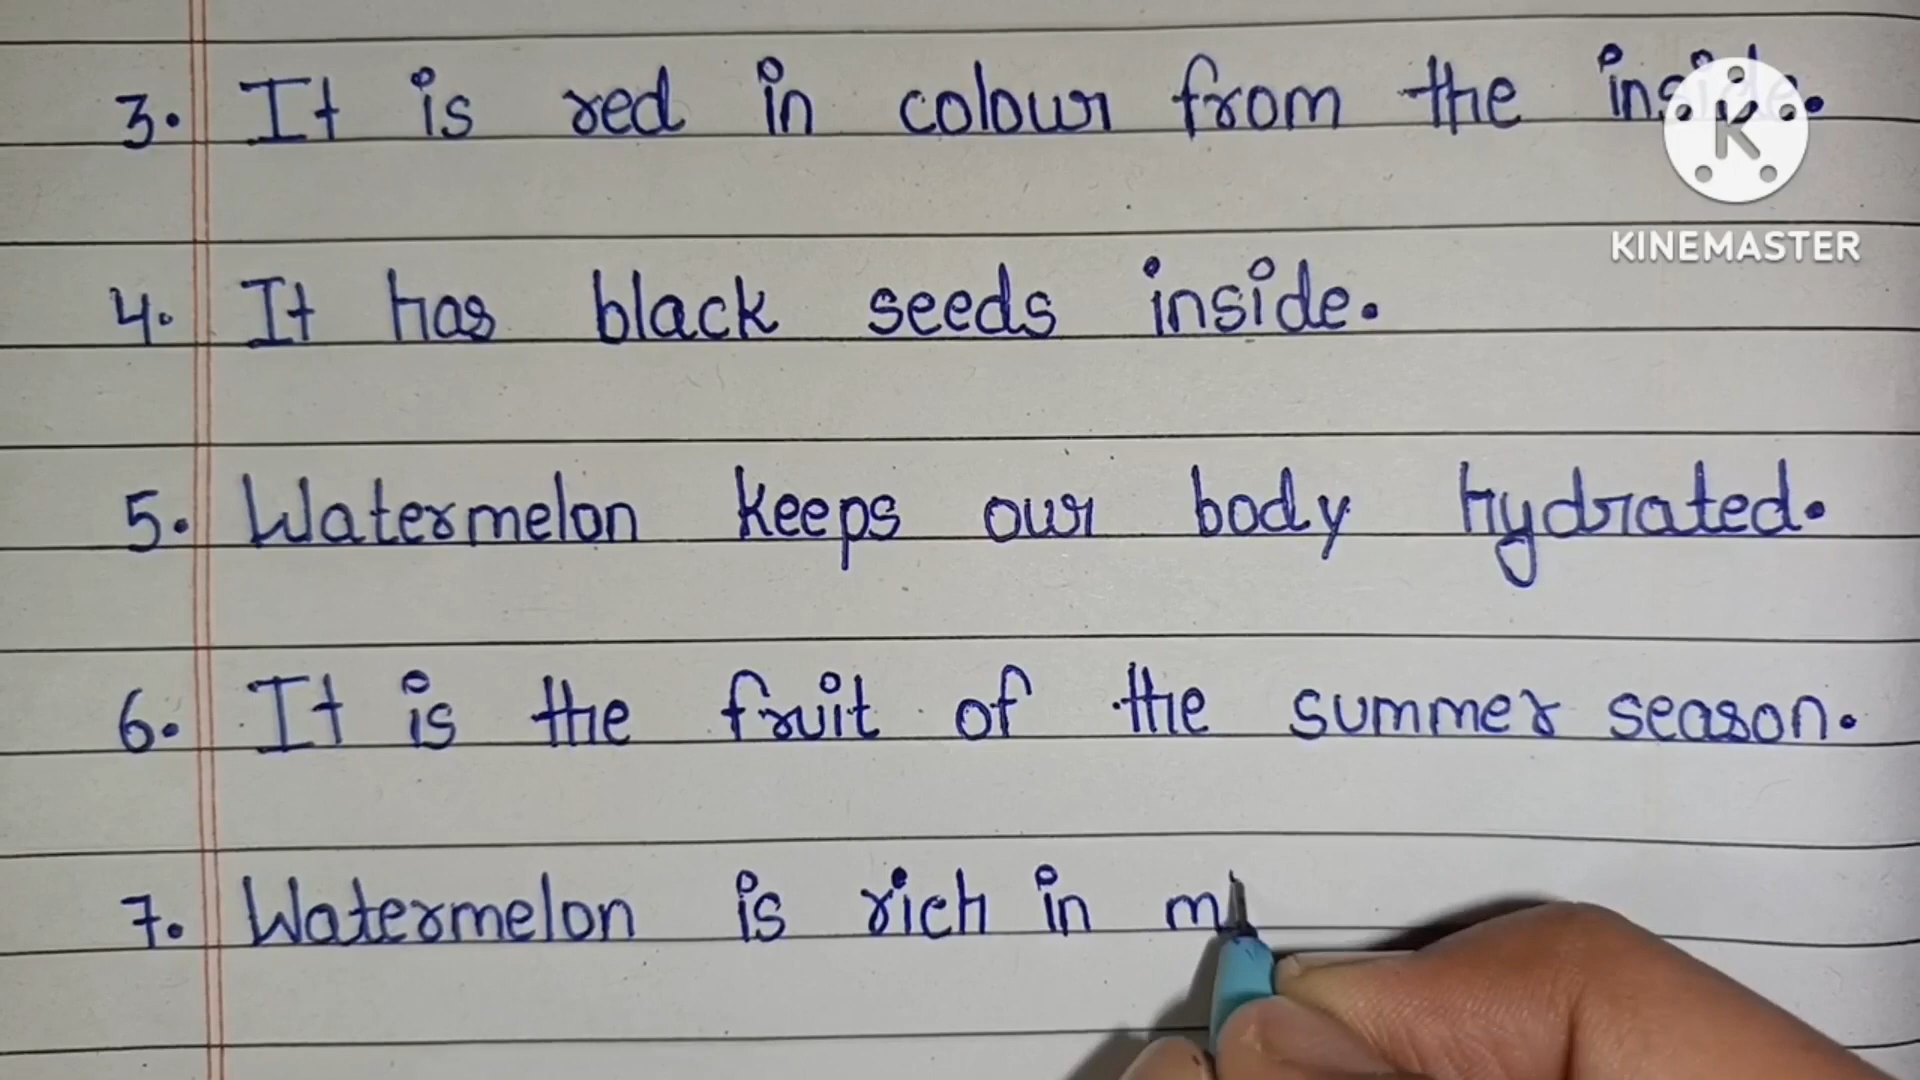 3. It is red in colour from the inside.
KINEMASTER
4. It has black seeds inside.
5. Watermelon keeps our body hydrated.
6. It is the fruit of the summer season.
7. Watermelon is rich in m